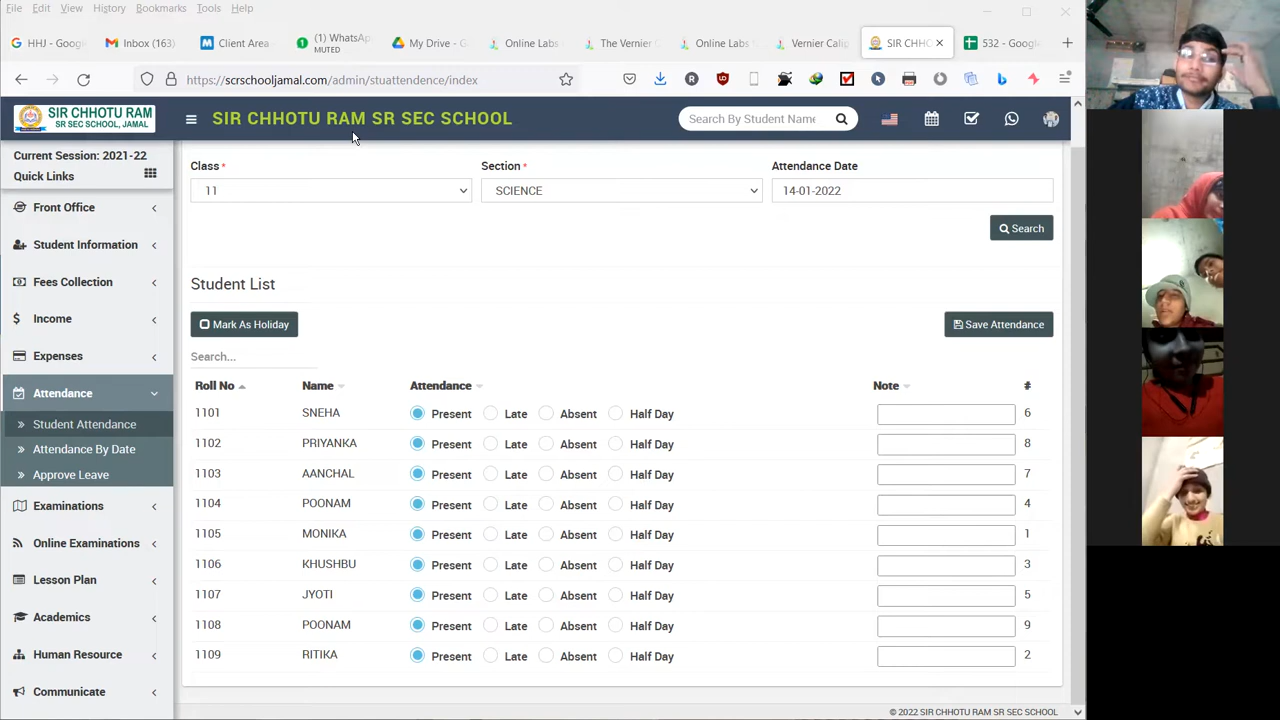 File Edit View History Bookmarks Tools Help
HHJ - Goog Inbox (163) Client Area (1) WhatsAp MUTED My Drive - G Online Labs The Vernier Online Labs Vernier Calip SIR CHHO 532 - Google
https://scrschooljamal.com/admin/stuattendence/index
SIR CHHOTU RAM
SR SEC SCHOOL, JAMAL
SIR CHHOTU RAM SR SEC SCHOOL
Search By Student Name
Current Session: 2021-22
Quick Links
Front Office
Student Information
Fees Collection
Income
Expenses
Attendance
» Student Attendance
» Attendance By Date
» Approve Leave
Examinations
Online Examinations
Lesson Plan
Academics
Human Resource
Communicate
Class * Section * Attendance Date
11 SCIENCE 14-01-2022
Search
Student List
Mark As Holiday Save Attendance
Search...
Roll No Name Attendance Note #
1101 SNEHA Present Late Absent Half Day 6
1102 PRIYANKA Present Late Absent Half Day 8
1103 AANCHAL Present Late Absent Half Day 7
1104 POONAM Present Late Absent Half Day 4
1105 MONIKA Present Late Absent Half Day 1
1106 KHUSHBU Present Late Absent Half Day 3
1107 JYOTI Present Late Absent Half Day 5
1108 POONAM Present Late Absent Half Day 9
1109 RITIKA Present Late Absent Half Day 2
© 2022 SIR CHHOTU RAM SR SEC SCHOOL